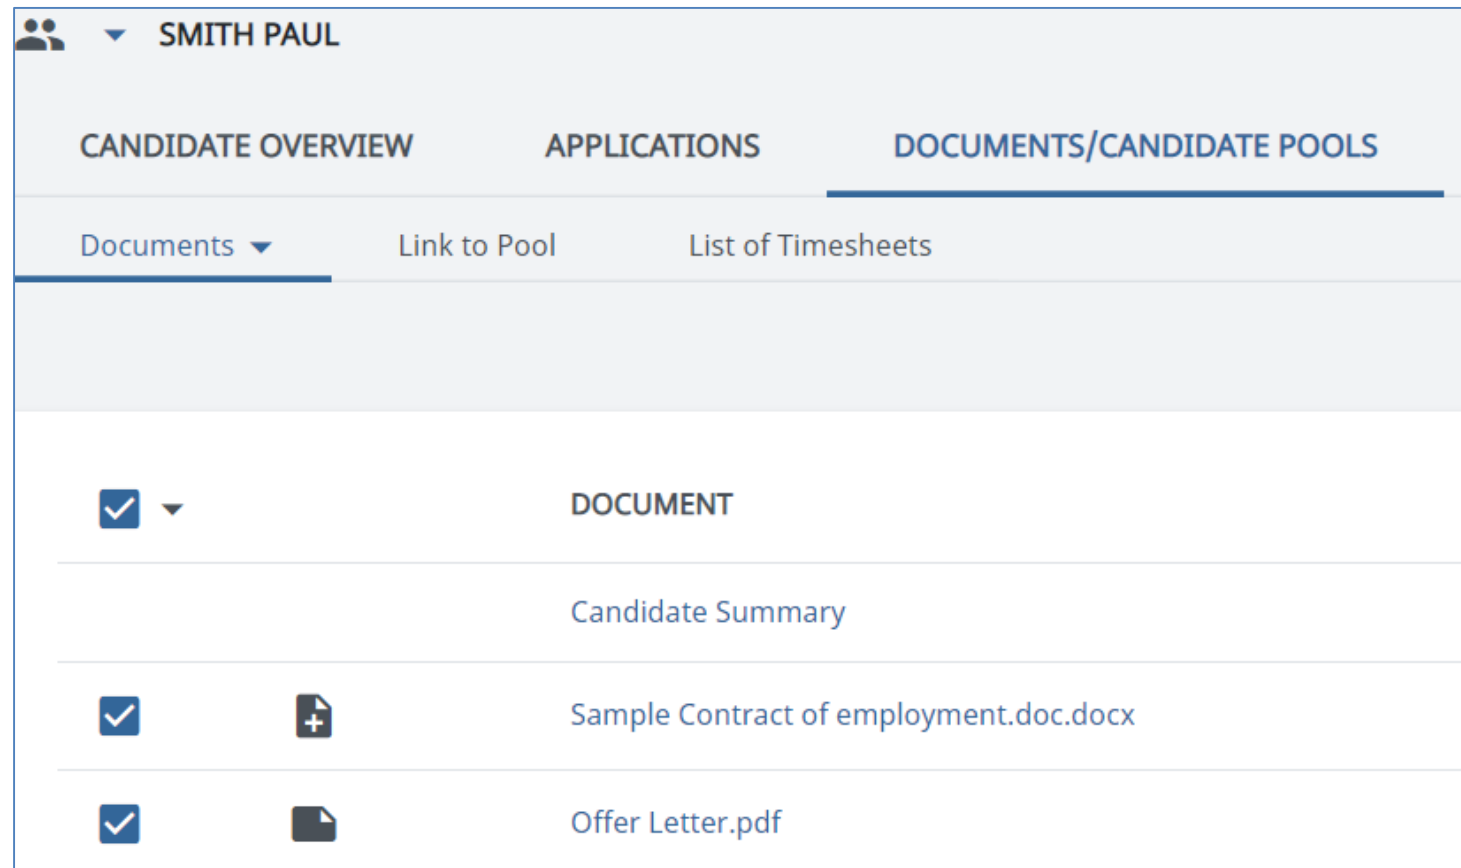 SMITH PAUL
CANDIDATE OVERVIEW APPLICATIONS DOCUMENTS/CANDIDATE POOLS
Documents Link to Pool List of Timesheets
DOCUMENT
Candidate Summary
Sample Contract of employment.doc.docx
Offer Letter.pdf